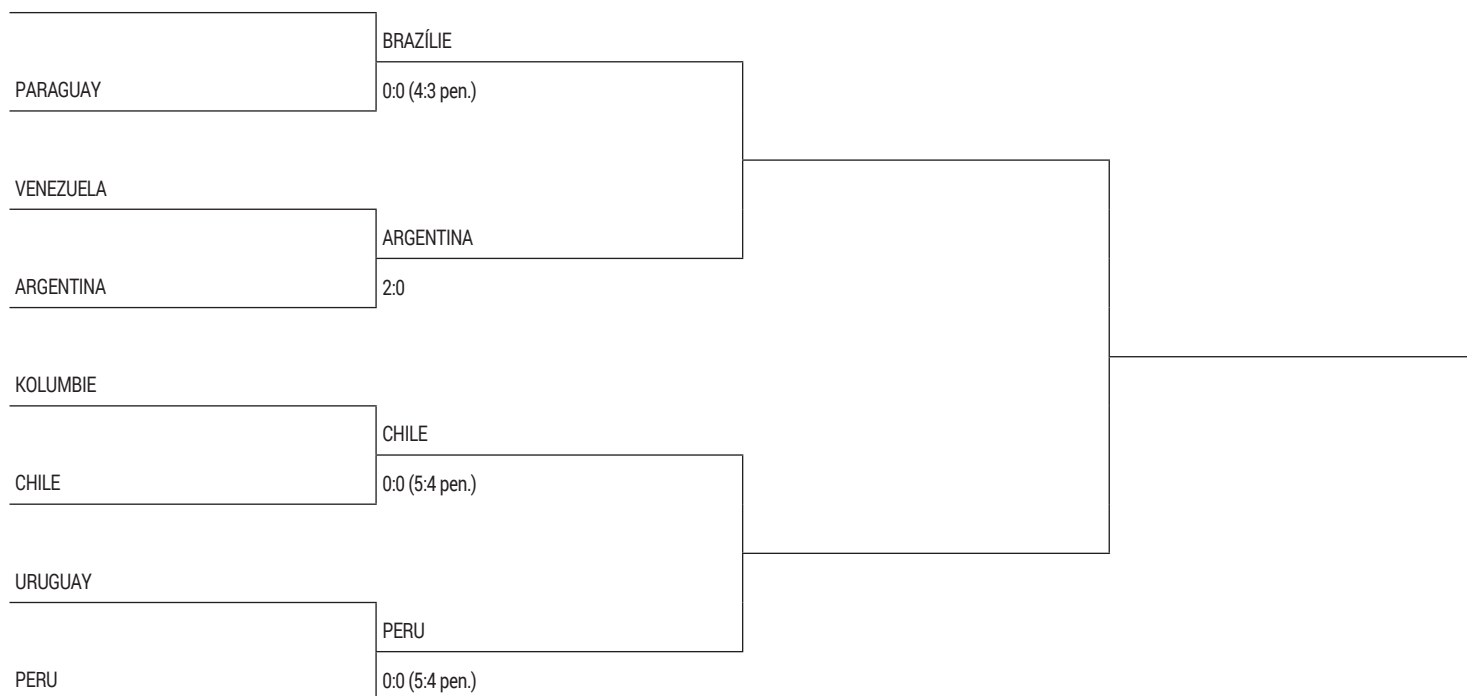 BRAZÍLIE
PARAGUAY
0:0 (4:3 pen.)
VENEZUELA
ARGENTINA
ARGENTINA
2:0
KOLUMBIE
CHILE
CHILE
0:0 (5:4 pen.)
URUGUAY
PERU
PERU
0:0 (5:4 pen.)